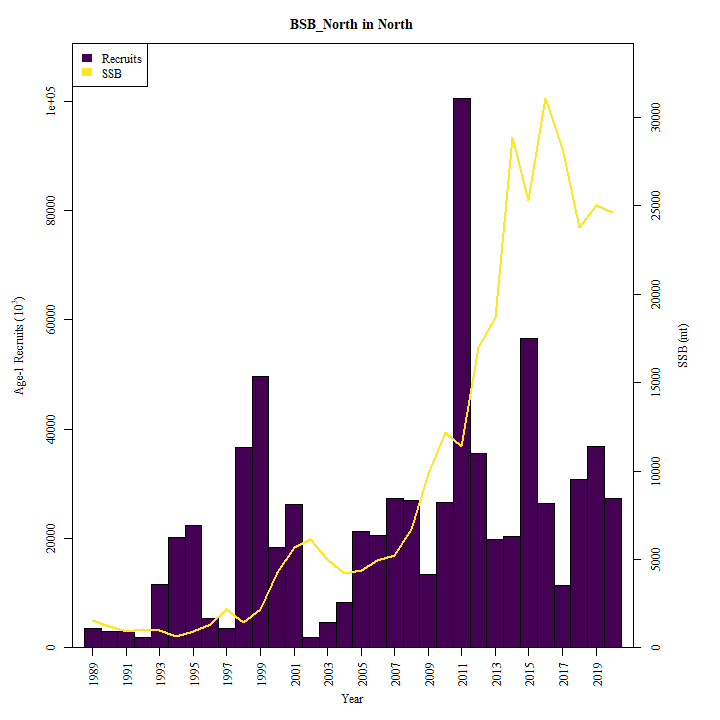 BSB_North in North
Recruits
SSB
Age-1 Recruits (10³)
0
20000
40000
60000
80000
1e+05
SSB (mt)
0
5000
10000
15000
20000
25000
30000
1989 1991 1993 1995 1997 1999 2001 2003 2005 2007 2009 2011 2013 2015 2017 2019
Year